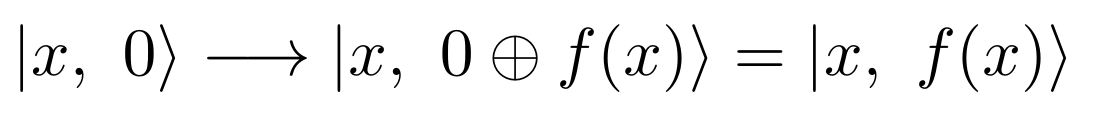 |x, 0⟩ ⟶ |x, 0 ⊕ f(x)⟩ = |x, f(x)⟩